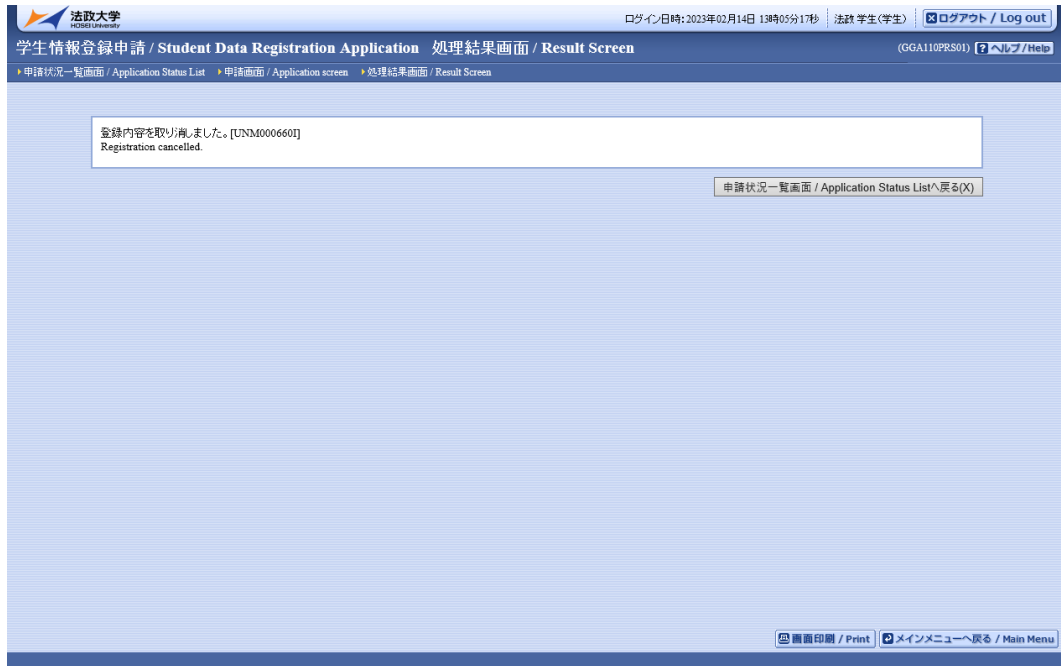 法政大学
HOSEI University
ログイン日時:2023年02月14日 13時05分17秒 法政 学生(学生) ログアウト / Log out
学生情報登録申請 / Student Data Registration Application 処理結果画面 / Result Screen (GGA110PRS01) ヘルプ/Help
申請状況一覧画面 / Application Status List 申請画面 / Application screen 処理結果画面 / Result Screen
登録内容を取り消しました。[UNM000660I]
Registration cancelled.
申請状況一覧画面 / Application Status Listへ戻る(X)
画面印刷 / Print メインメニューへ戻る / Main Menu